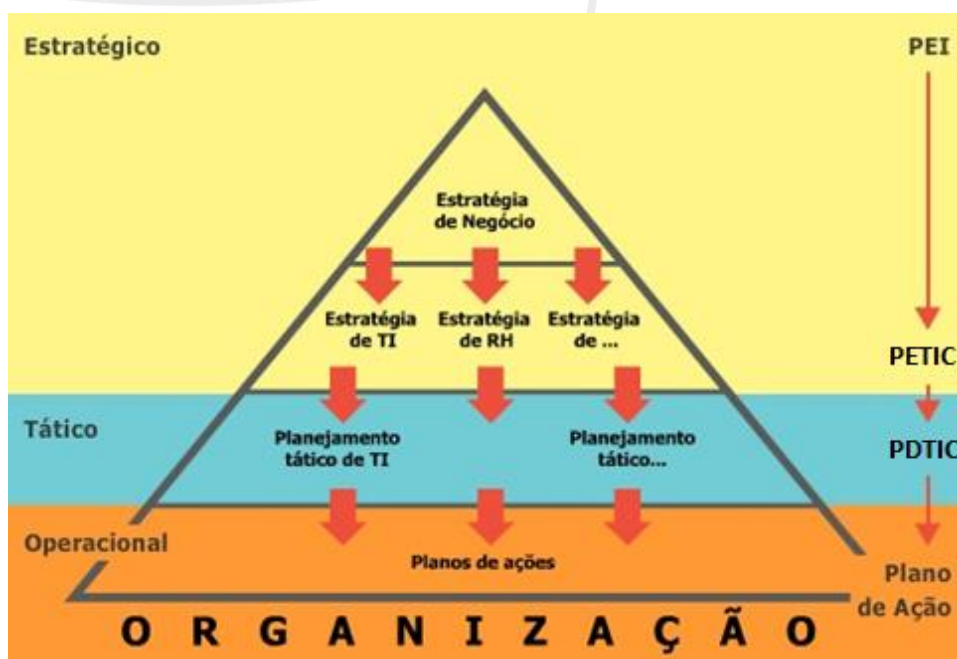 Estratégico
PEI
Estratégia
de Negócio
Estratégia
de TI
Estratégia
de RH
Estratégia
de ...
PETIC
Tático
Planejamento
tático de TI
Planejamento
tático...
PDTIC
Operacional
Planos de ações
Plano
de Ação
ORGANIZAÇÃO